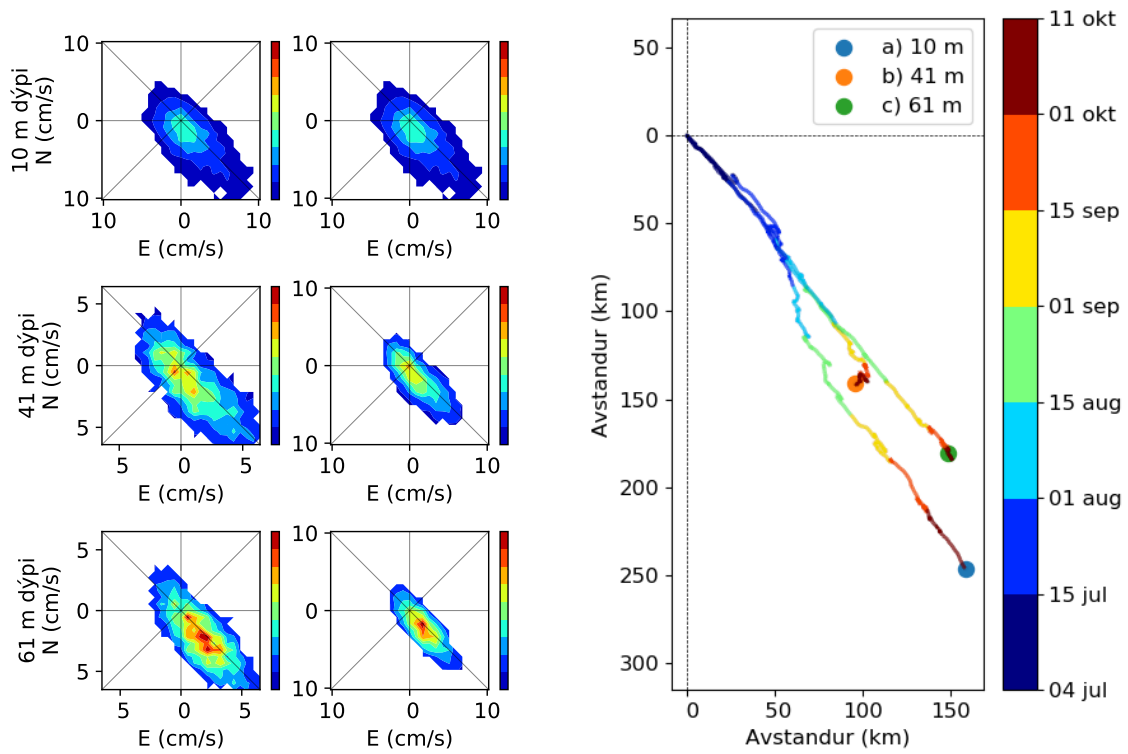 10 m dýpi
N (cm/s)
10
0
10
10 0 10
E (cm/s)
10
0
10
10 0 10
E (cm/s)
41 m dýpi
N (cm/s)
5
0
5
5 0 5
E (cm/s)
10
0
10
10 0 10
E (cm/s)
61 m dýpi
N (cm/s)
5
0
5
5 0 5
E (cm/s)
10
0
10
10 0 10
E (cm/s)
a) 10 m
b) 41 m
c) 61 m
Avstandur (km)
50
0
50
100
150
200
250
300
0 50 100 150
Avstandur (km)
11 okt
01 okt
15 sep
01 sep
15 aug
01 aug
15 jul
04 jul